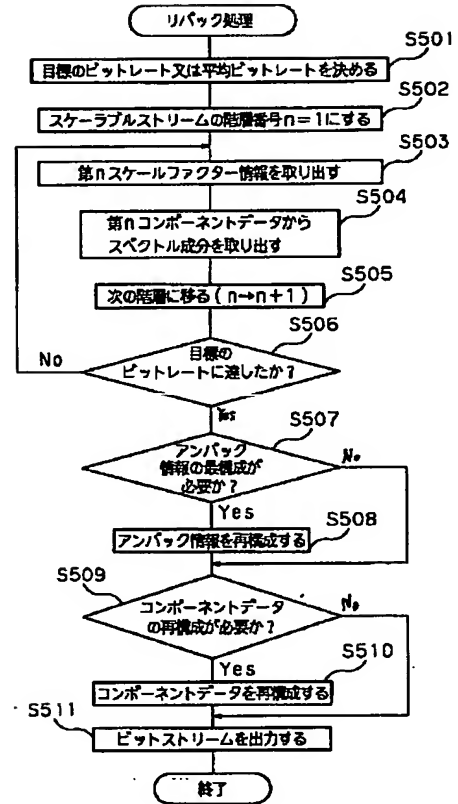 リパック処理
S501
目標のビットレート又は平均ビットレートを決める
S502
スケーラブルストリームの階層番号n=1にする
S503
第nスケールファクター情報を取り出す
S504
第nコンポーネントデータから
スペクトル成分を取り出す
S505
次の階層に移る(n→n+1)
S506
目標の
ビットレートに達したか?
No
Yes
S507
アンパック
情報の最構成が
必要か?
No
Yes
S508
アンパック情報を再構成する
S509
コンポーネントデータ
の再構成が必要か?
No
Yes
S510
コンポーネントデータを再構成する
S511
ビットストリームを出力する
終了